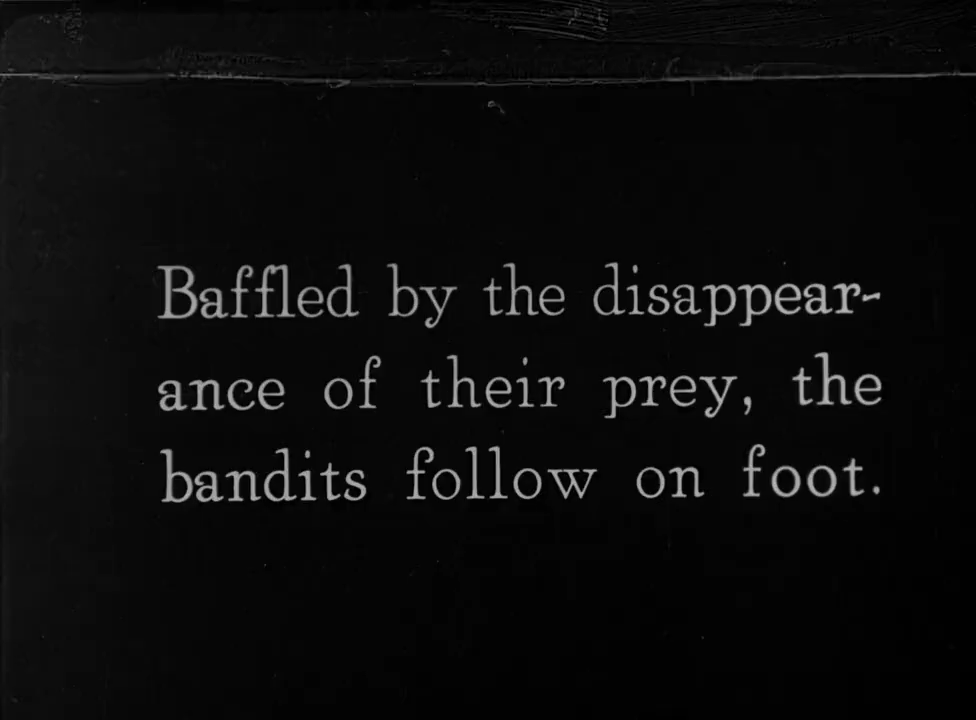 Baffled by the disappear-
ance of their prey, the
bandits follow on foot.